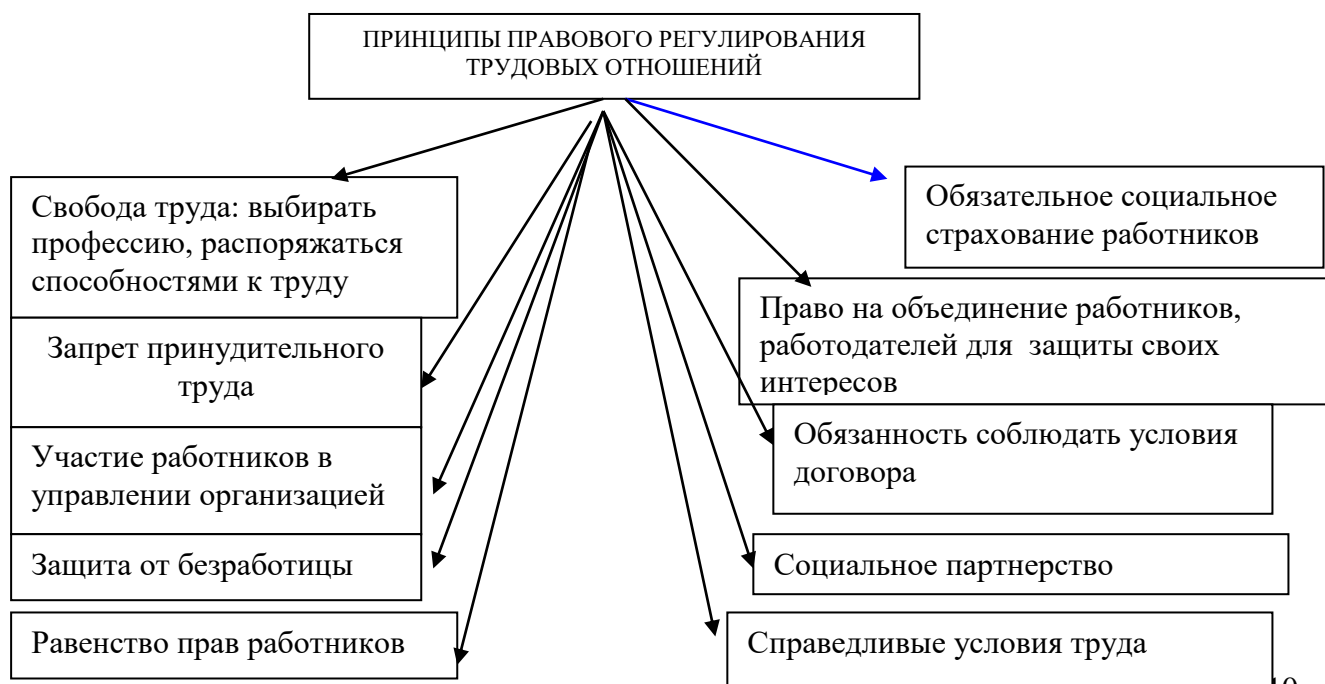 ПРИНЦИПЫ ПРАВОВОГО РЕГУЛИРОВАНИЯ
ТРУДОВЫХ ОТНОШЕНИЙ
Свобода труда: выбирать
профессию, распоряжаться
способностями к труду
Запрет принудительного
труда
Участие работников в
управлении организацией
Защита от безработицы
Равенство прав работников
Обязательное социальное
страхование работников
Право на объединение работников,
работодателей для защиты своих
интересов
Обязанность соблюдать условия
договора
Социальное партнерство
Справедливые условия труда